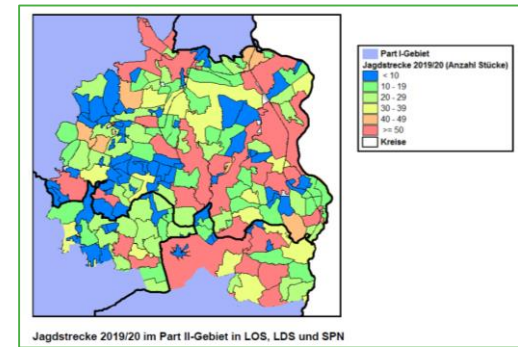 Part I-Gebiet
Jagdstrecke 2019/20 (Anzahl Stücke)
< 10
10 - 19
20 - 29
30 - 39
40 - 49
>= 50
Kreise
Jagdstrecke 2019/20 im Part II-Gebiet in LOS, LDS und SPN